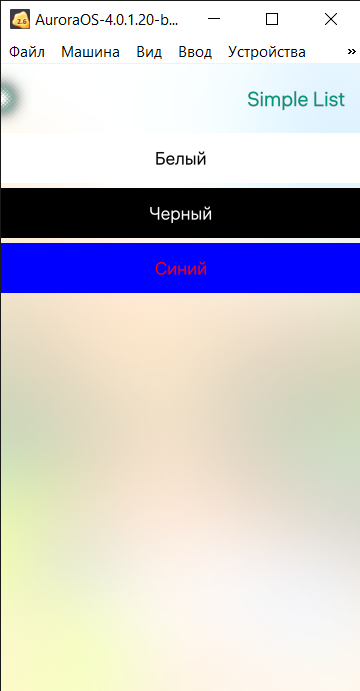 AuroraOS-4.0.1.20-b...
Файл Машина Вид Ввод Устройства »
Simple List
Белый
Черный
Синий